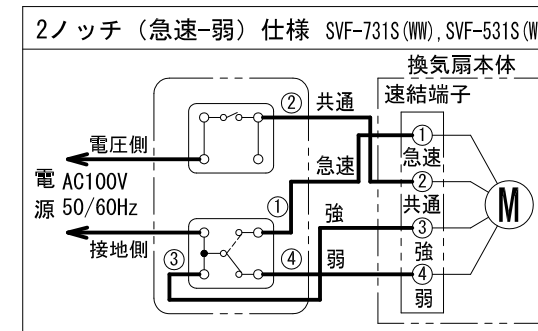 2ノッチ（急速-弱）仕様 SVF-731S(WW),SVF-531S(W
換気扇本体
速結端子
② 共通
電圧側
①
急速
急速
②
電 AC100V
源 50/60Hz
①
強
共通
M
③
接地側
③
④
弱
強
④
弱